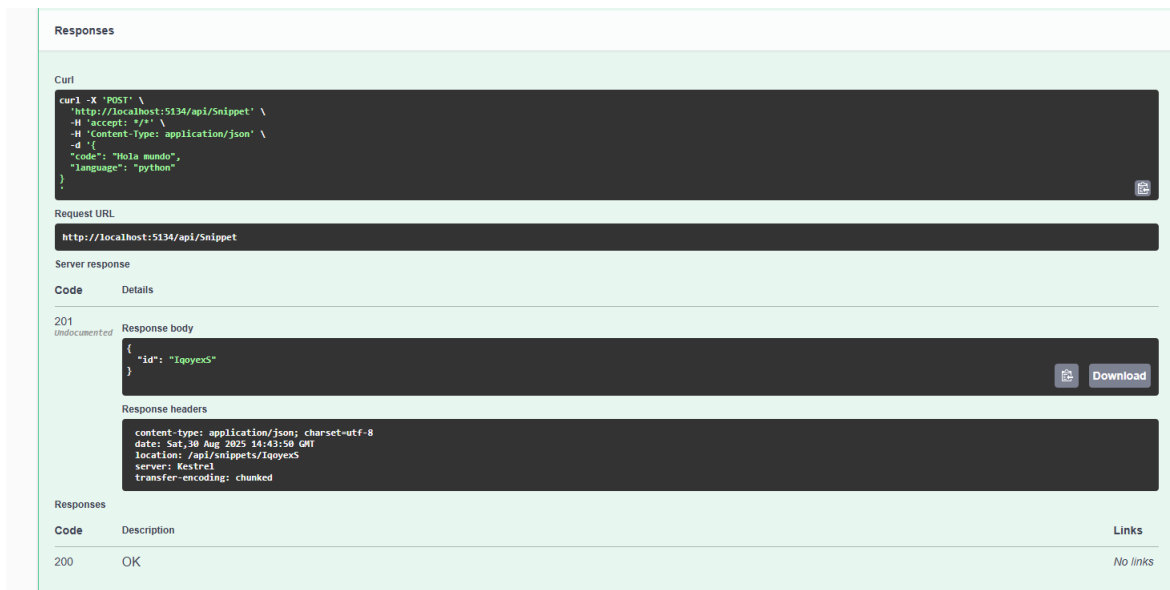 Responses
Curl
curl -X 'POST' \
'http://localhost:5134/api/Snippet' \
-H 'accept: */*' \
-H 'Content-Type: application/json' \
-d '{
"code": "Hola mundo",
"language": "python"
}
'
Request URL
http://localhost:5134/api/Snippet
Server response
Code Details
201
Undocumented
Response body
{
"id": "IqoyexS"
}
Download
Response headers
content-type: application/json; charset=utf-8
date: Sat,30 Aug 2025 14:43:50 GMT
location: /api/snippets/IqoyexS
server: Kestrel
transfer-encoding: chunked
Responses
Code Description Links
200 OK No links